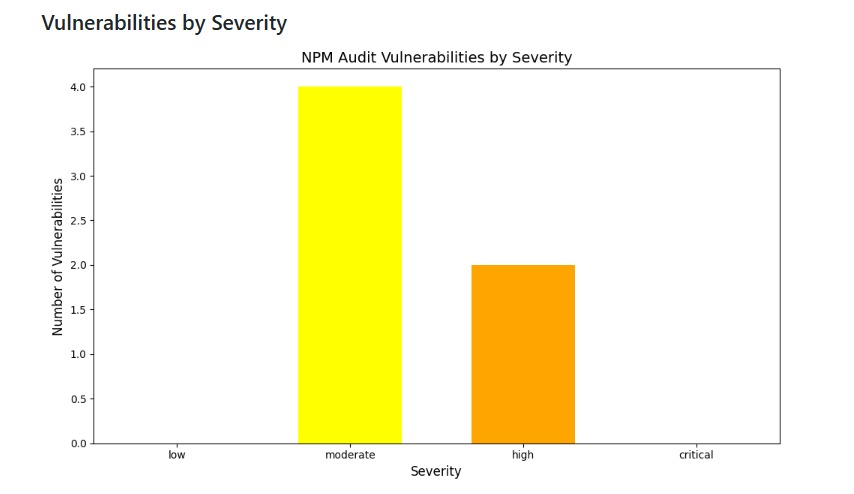 Vulnerabilities by Severity
NPM Audit Vulnerabilities by Severity
Number of Vulnerabilities
4.0
3.5
3.0
2.5
2.0
1.5
1.0
0.5
0.0
low moderate high critical
Severity